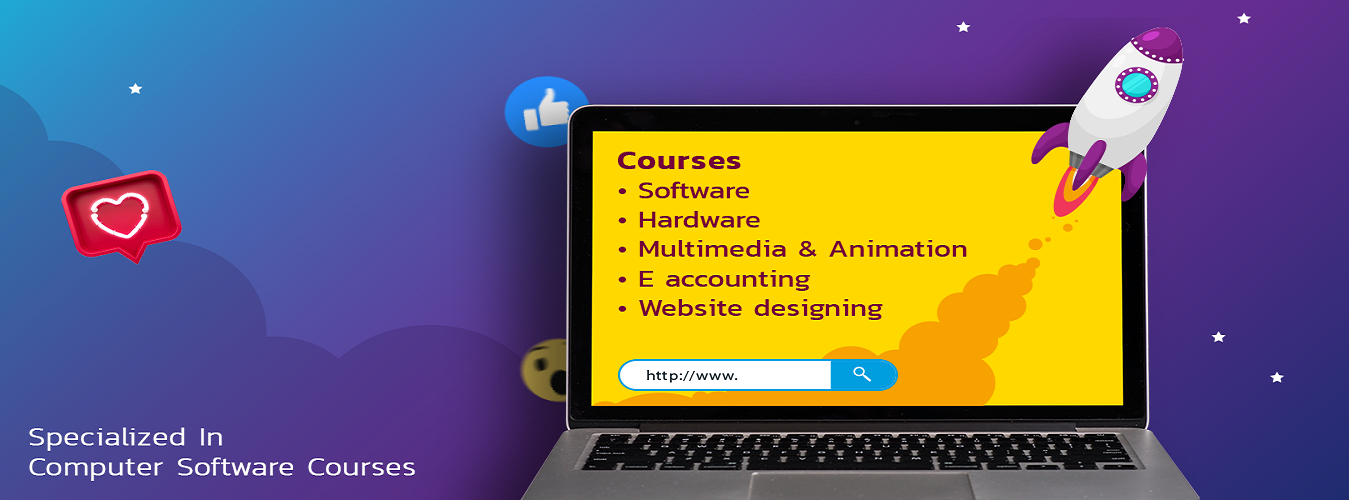 Courses
• Software
• Hardware
• Multimedia & Animation
• E accounting
• Website designing
http://www.
Specialized In
Computer Software Courses